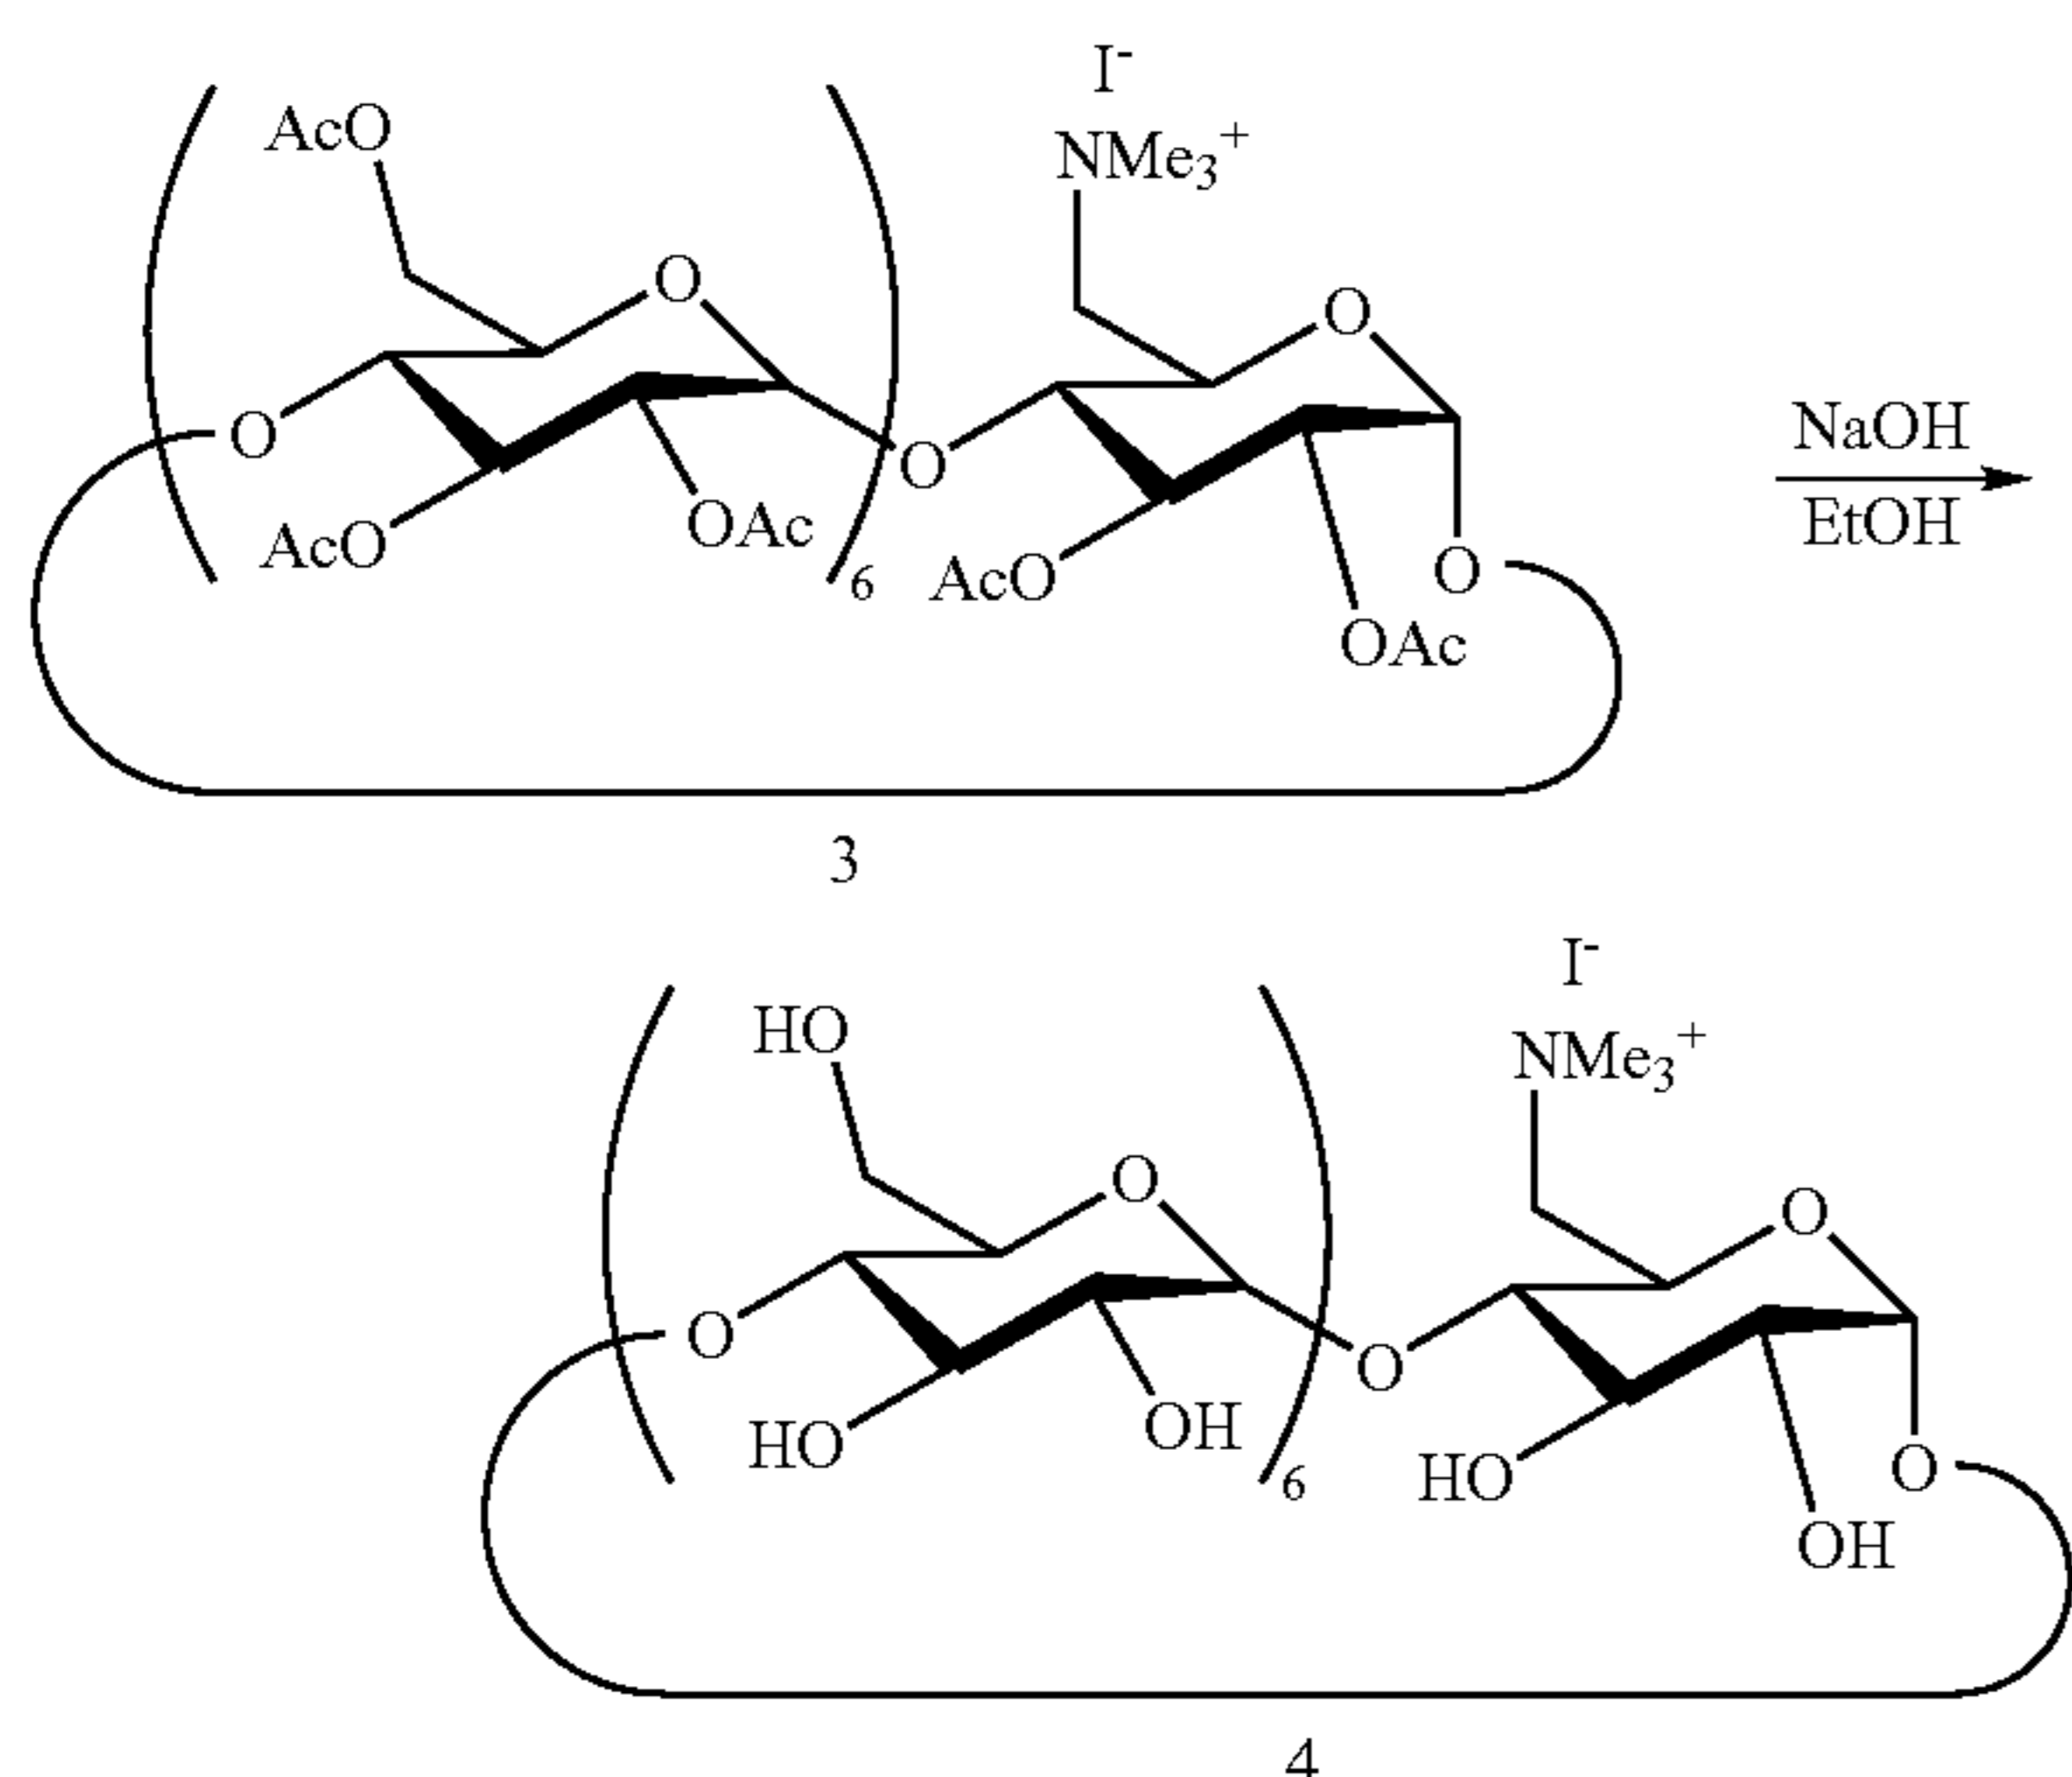 I⁻
AcO NMe₃⁺
O
O
O O
AcO OAc AcO O
6
OAc
NaOH
EtOH
3
I⁻
HO NMe₃⁺
O
O
O O
HO OH HO O
6
OH
4